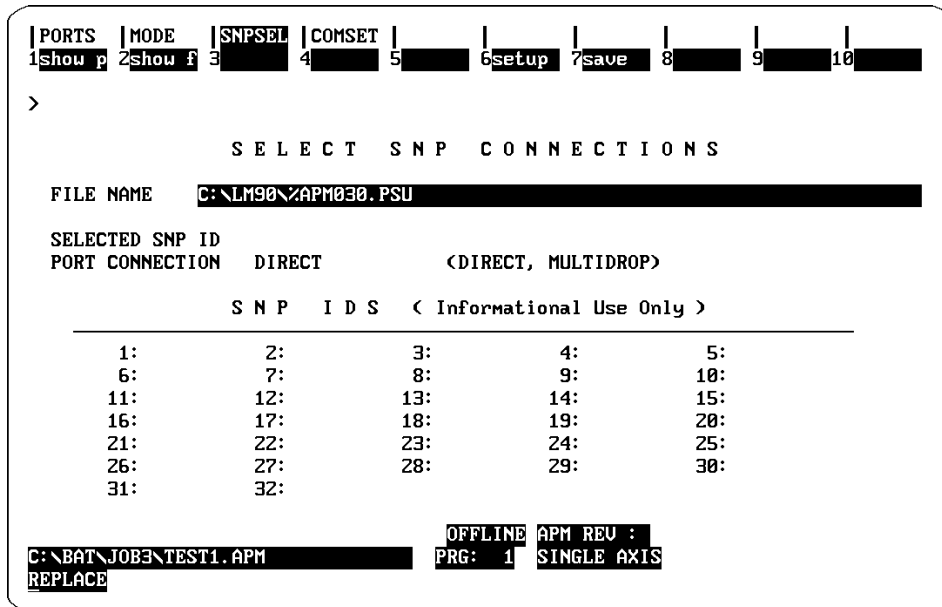 |PORTS |MODE |SNPSEL |COMSET | | | | | |
1show p 2show f 3 4 5 6setup 7save 8 9 10
>
S E L E C T S N P C O N N E C T I O N S
FILE NAME C:\LM90\%APM030.PSU
SELECTED SNP ID
PORT CONNECTION DIRECT (DIRECT, MULTIDROP)
S N P I D S ( Informational Use Only )
1: 2: 3: 4: 5:
6: 7: 8: 9: 10:
11: 12: 13: 14: 15:
16: 17: 18: 19: 20:
21: 22: 23: 24: 25:
26: 27: 28: 29: 30:
31: 32:
OFFLINE APM REV :
C:\BAT\JOB3\TEST1.APM PRG: 1 SINGLE AXIS
REPLACE